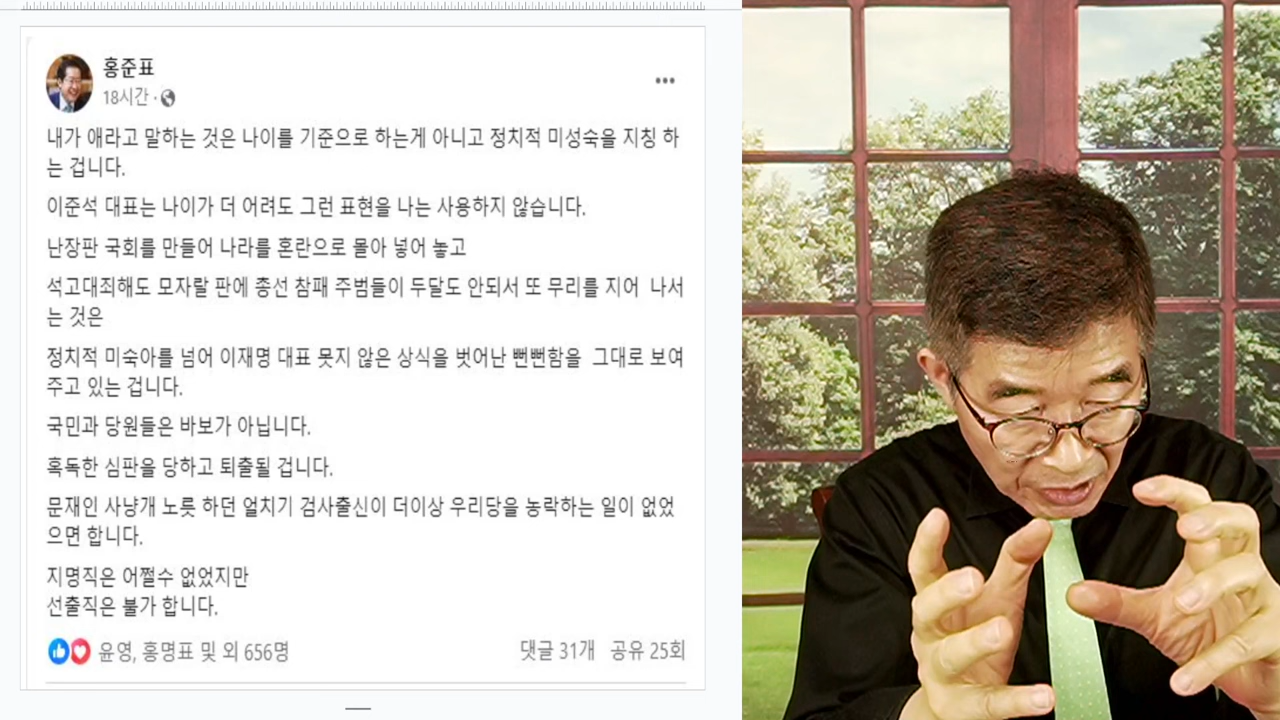 홍준표
18시간 ·
내가 애라고 말하는 것은 나이를 기준으로 하는게 아니고 정치적 미성숙을 지칭 하
는 겁니다.
이준석 대표는 나이가 더 어려도 그런 표현을 나는 사용하지 않습니다.
난장판 국회를 만들어 나라를 혼란으로 몰아 넣어 놓고
석고대죄해도 모자랄 판에 총선 참패 주범들이 두달도 안되서 또 무리를 지어 나서
는 것은
정치적 미숙아를 넘어 이재명 대표 못지 않은 상식을 벗어난 뻔뻔함을 그대로 보여
주고 있는 겁니다.
국민과 당원들은 바보가 아닙니다.
혹독한 심판을 당하고 퇴출될 겁니다.
문재인 사냥개 노릇 하던 얼치기 검사출신이 더이상 우리당을 농락하는 일이 없었
으면 합니다.
지명직은 어쩔수 없었지만
선출직은 불가 합니다.
윤영, 홍명표 및 외 656명 댓글 31개 공유 25회